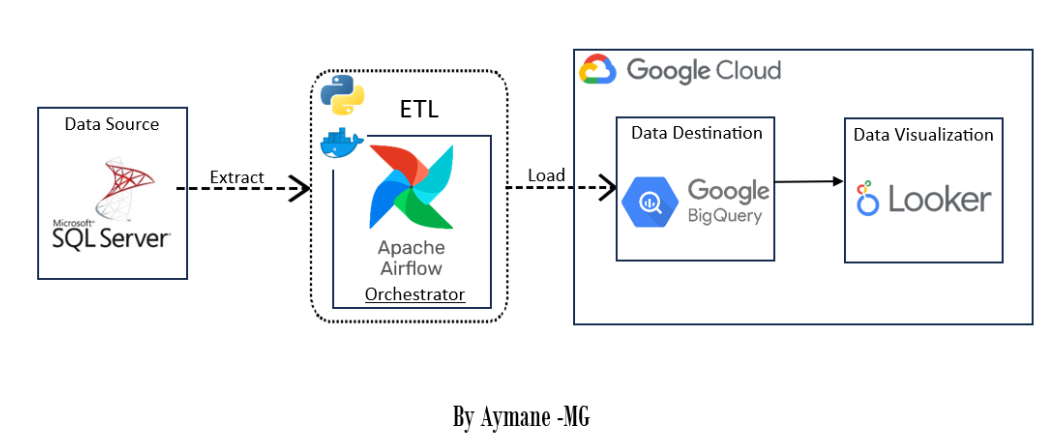 Data Source
Microsoft®
SQL Server®
Extract
ETL
Apache
Airflow
Orchestrator
Load
Google Cloud
Data Destination
Google
BigQuery
Data Visualization
Looker
By Aymane -MG